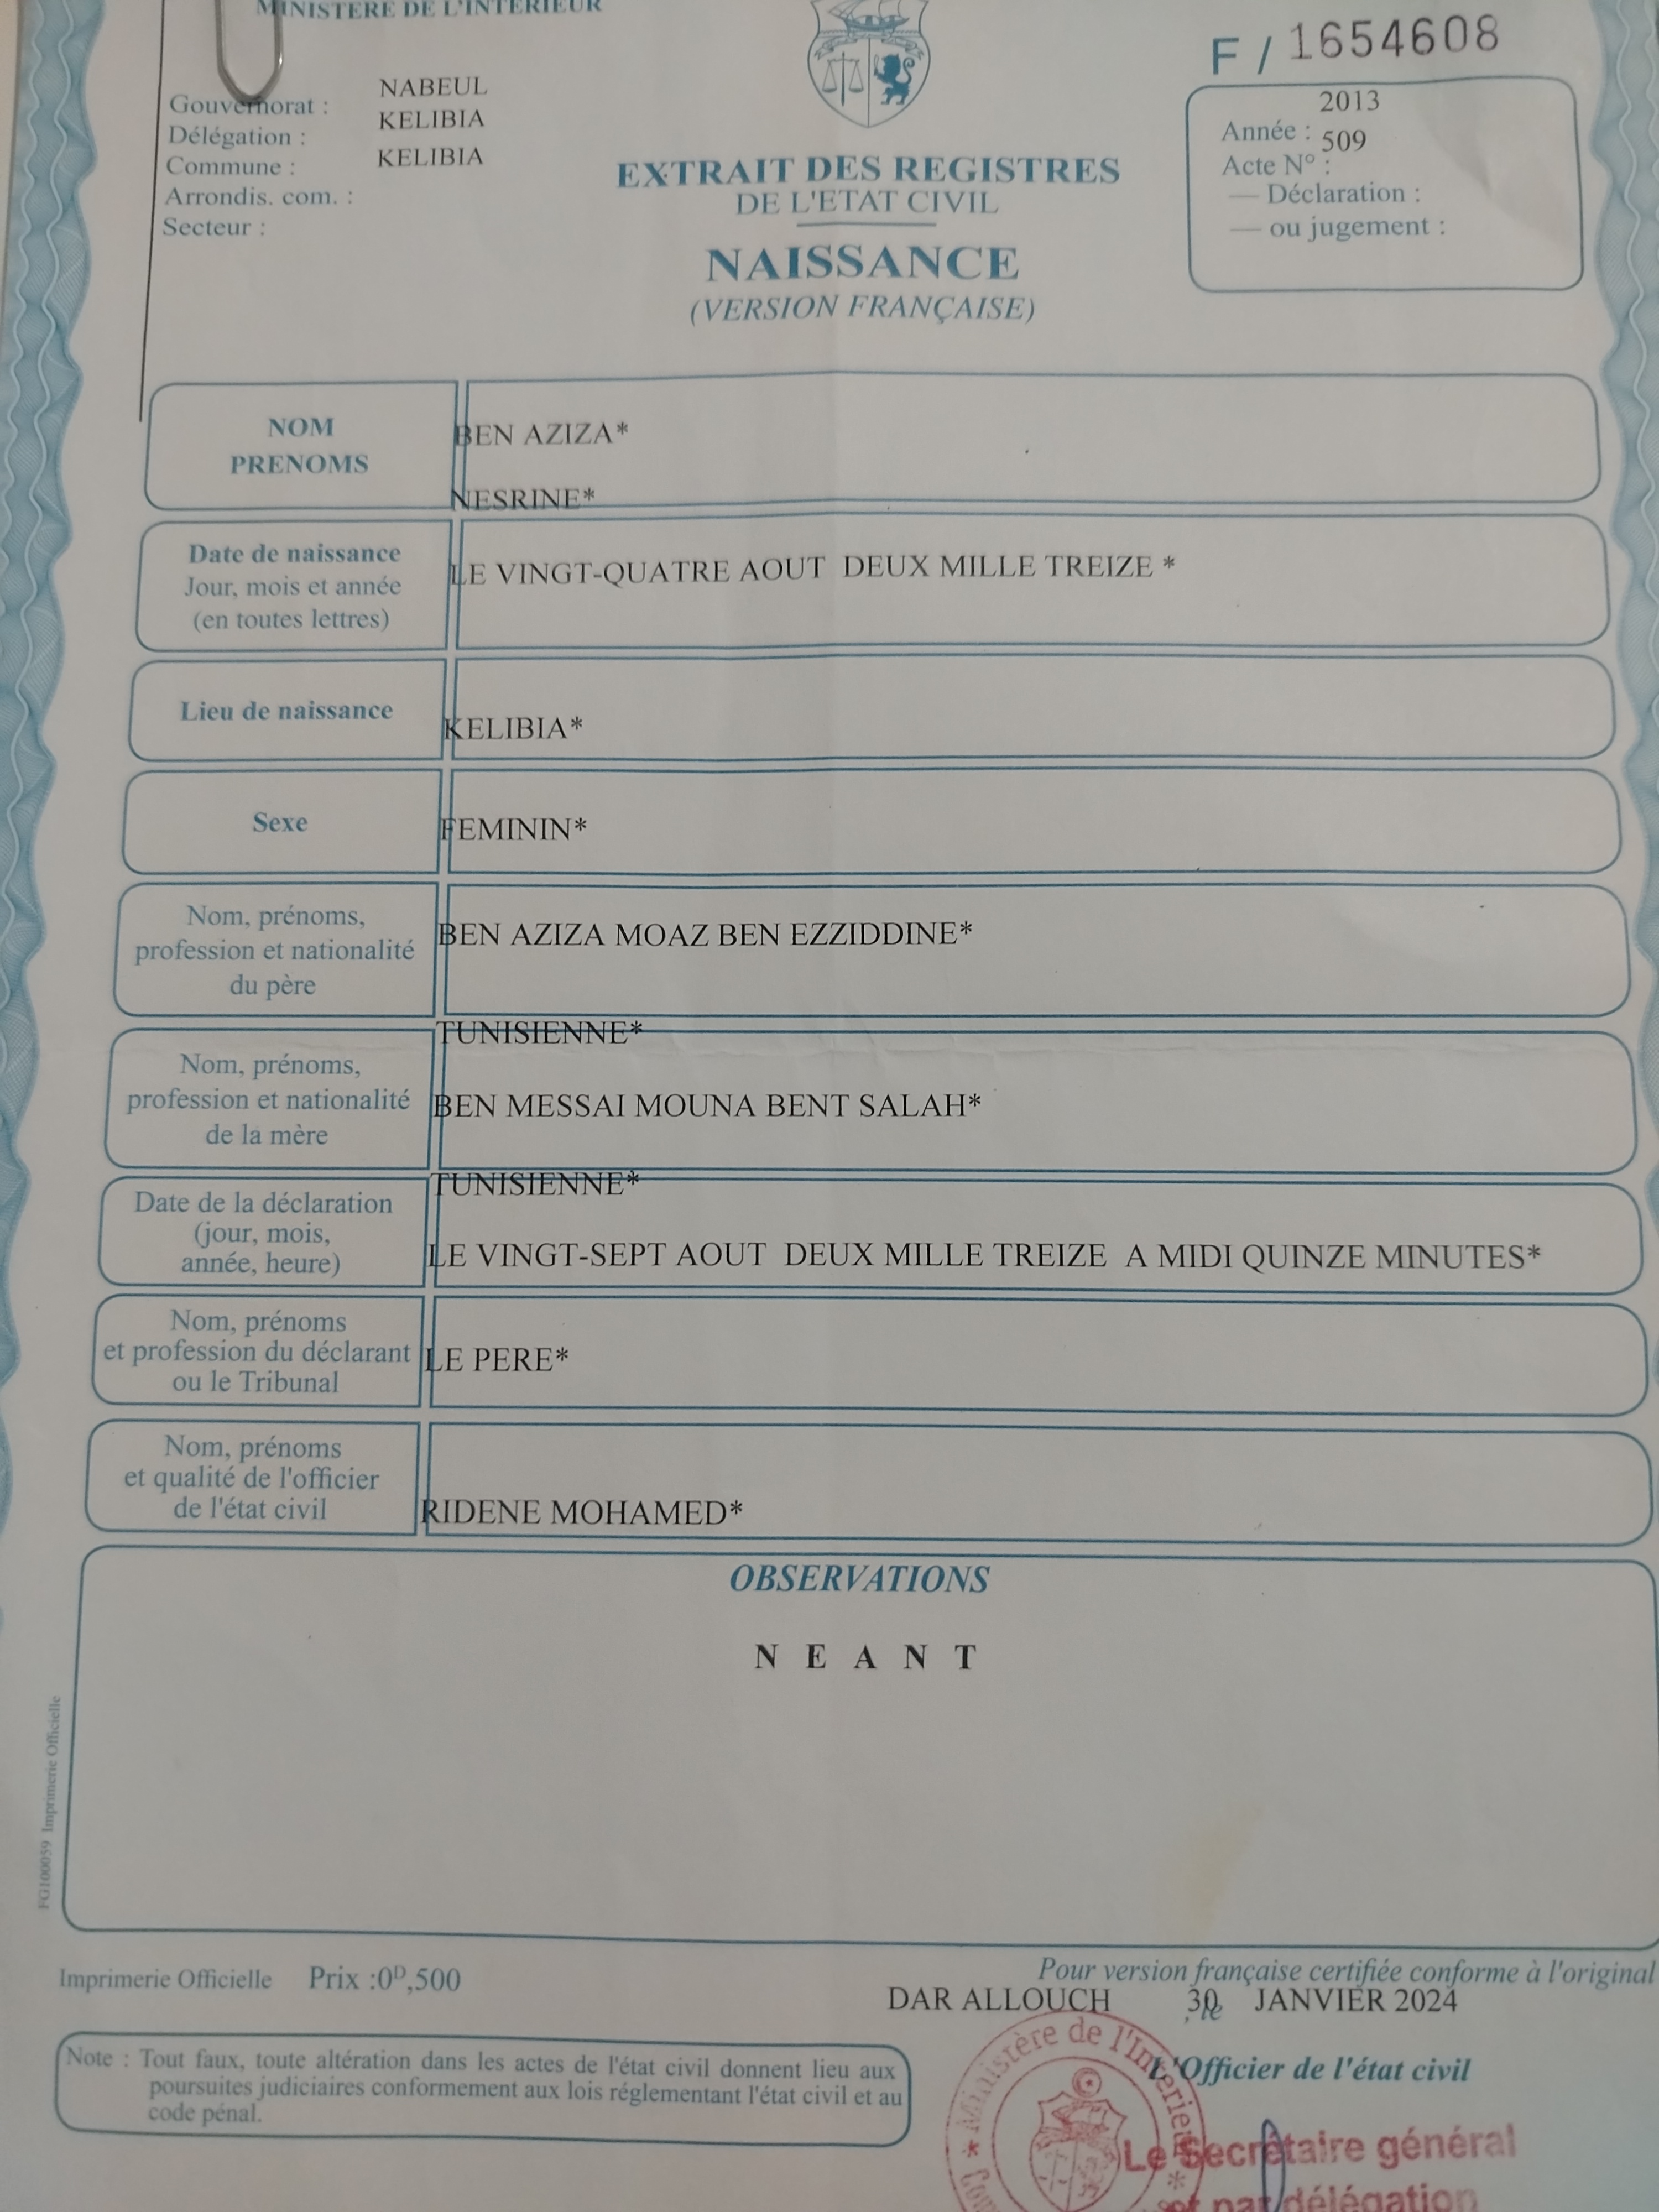 MINISTERE DE L'INTERIEUR
F / 1654608
Gouvernorat : NABEUL
Délégation : KELIBIA
Commune : KELIBIA
Arrondis. com. :
Secteur :
2013
Année :
509
Acte N° :
— Déclaration :
— ou jugement :
EXTRAIT DES REGISTRES
DE L'ETAT CIVIL
NAISSANCE
(VERSION FRANÇAISE)
NOM
PRENOMS
BEN AZIZA*
NESRINE*
Date de naissance
Jour, mois et année
(en toutes lettres)
LE VINGT-QUATRE AOUT DEUX MILLE TREIZE *
Lieu de naissance
KELIBIA*
Sexe
FEMININ*
Nom, prénoms,
profession et nationalité
du père
BEN AZIZA MOAZ BEN EZZIDDINE*
TUNISIENNE*
Nom, prénoms,
profession et nationalité
de la mère
BEN MESSAI MOUNA BENT SALAH*
TUNISIENNE*
Date de la déclaration
(jour, mois,
année, heure)
LE VINGT-SEPT AOUT DEUX MILLE TREIZE A MIDI QUINZE MINUTES*
Nom, prénoms
et profession du déclarant
ou le Tribunal
LE PERE*
Nom, prénoms
et qualité de l'officier
de l'état civil
RIDENE MOHAMED*
OBSERVATIONS
N E A N T
FG100059 Imprimerie Officielle
Imprimerie Officielle Prix :0D,500
Pour version française certifiée conforme à l'original
DAR ALLOUCH ,le 30 JANVIER 2024
Note : Tout faux, toute altération dans les actes de l'état civil donnent lieu aux
poursuites judiciaires conformement aux lois réglementant l'état civil et au
code pénal.
L'Officier de l'état civil
* Ministère de l'Interieur *
Le Secrétaire général
et par délégation